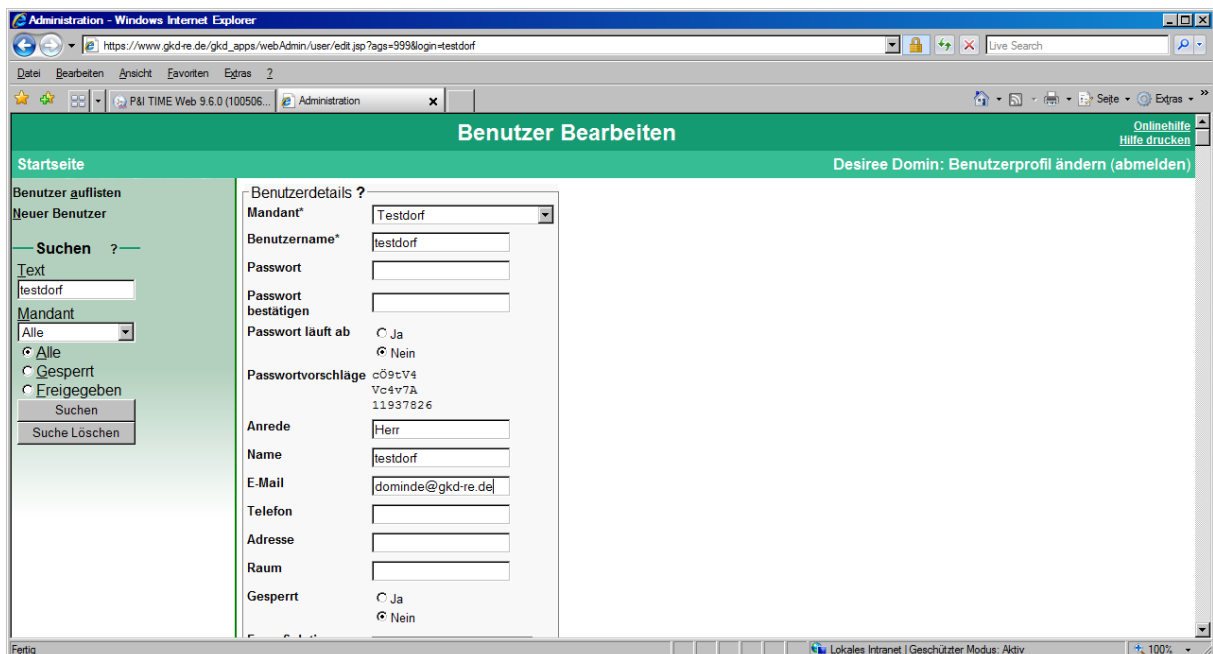 Administration - Windows Internet Explorer
https://www.gkd-re.de/gkd_apps/webAdmin/user/edit.jsp?ags=999&login=testdorf
Live Search
Datei Bearbeiten Ansicht Favoriten Extras ?
P&I TIME Web 9.6.0 (100506... Administration
Seite Extras »
Benutzer Bearbeiten
Onlinehilfe
Hilfe drucken
Startseite
Desiree Domin: Benutzerprofil ändern (abmelden)
Benutzer auflisten
Neuer Benutzer
Suchen ?
Text
testdorf
Mandant
Alle
Alle
Gesperrt
Freigegeben
Suchen
Suche Löschen
Benutzerdetails ?
Mandant* Testdorf
Benutzername* testdorf
Passwort
Passwort
bestätigen
Passwort läuft ab Ja
Nein
Passwortvorschläge cÖ9tV4
Vc4v7A
11937826
Anrede Herr
Name testdorf
E-Mail dominde@gkd-re.de
Telefon
Adresse
Raum
Gesperrt Ja
Nein
Fertig
Lokales Intranet | Geschützter Modus: Aktiv
100%